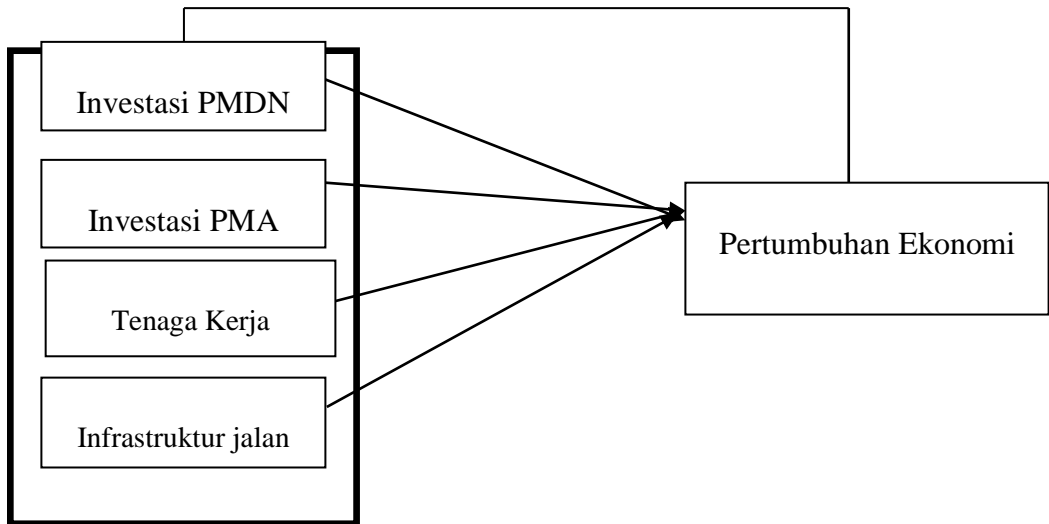 Investasi PMDN
Investasi PMA
Tenaga Kerja
Infrastruktur jalan
Pertumbuhan Ekonomi